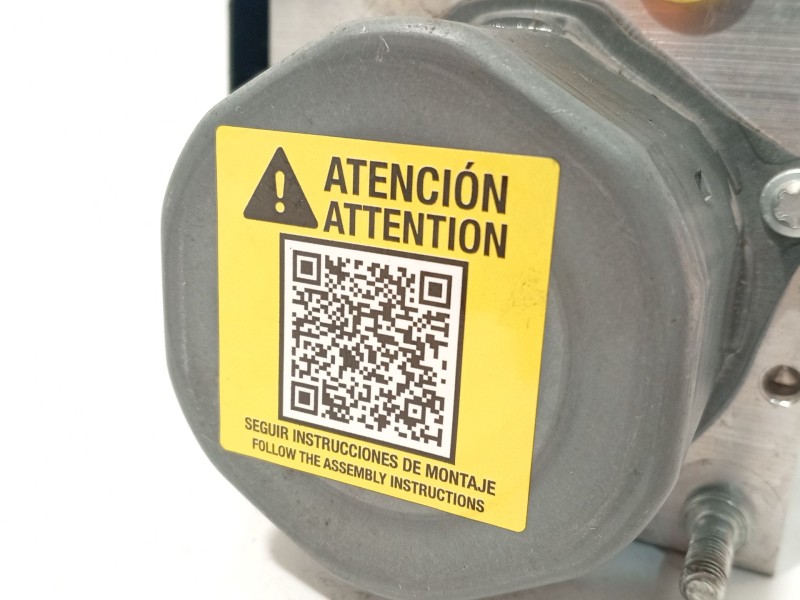 ATENCIÓN
ATTENTION
SEGUIR INSTRUCCIONES DE MONTAJE
FOLLOW THE ASSEMBLY INSTRUCTIONS